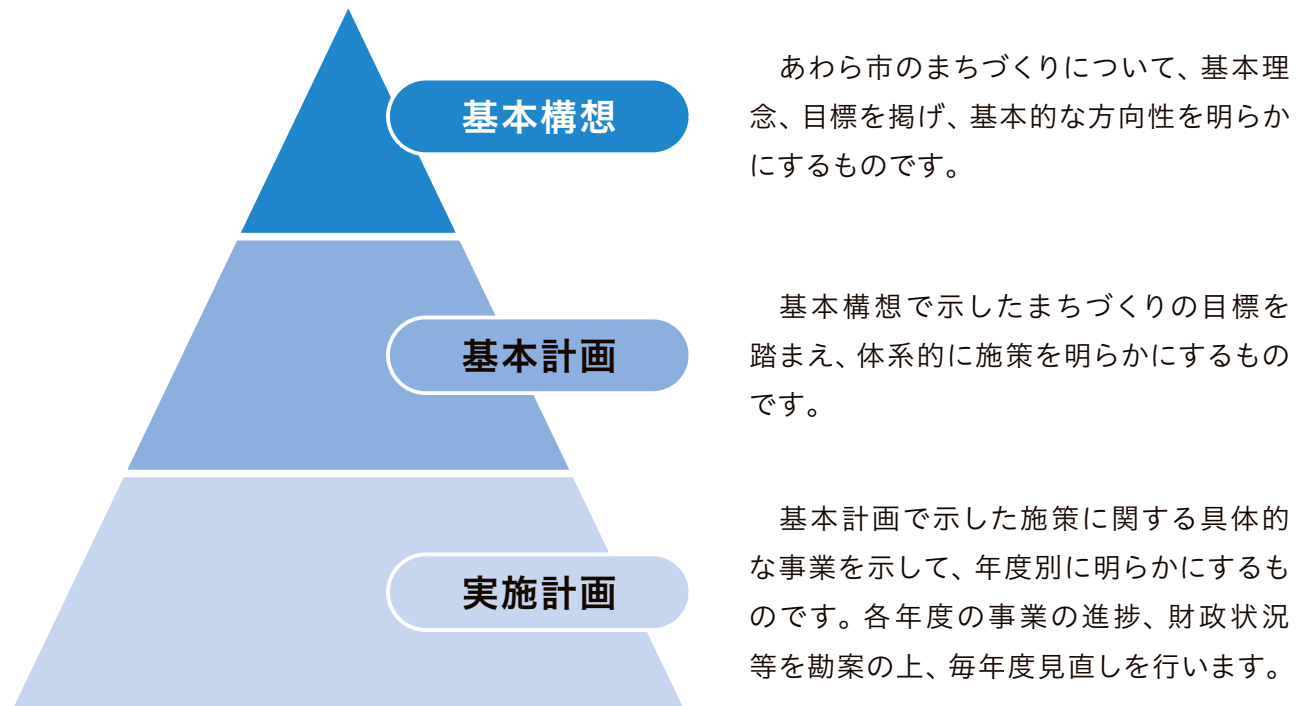 基本構想
あわら市のまちづくりについて、基本理
念、目標を掲げ、基本的な方向性を明らか
にするものです。
基本計画
基本構想で示したまちづくりの目標を
踏まえ、体系的に施策を明らかにするもの
です。
実施計画
基本計画で示した施策に関する具体的
な事業を示して、年度別に明らかにするも
のです。各年度の事業の進捗、財政状況
等を勘案の上、毎年度見直しを行います。